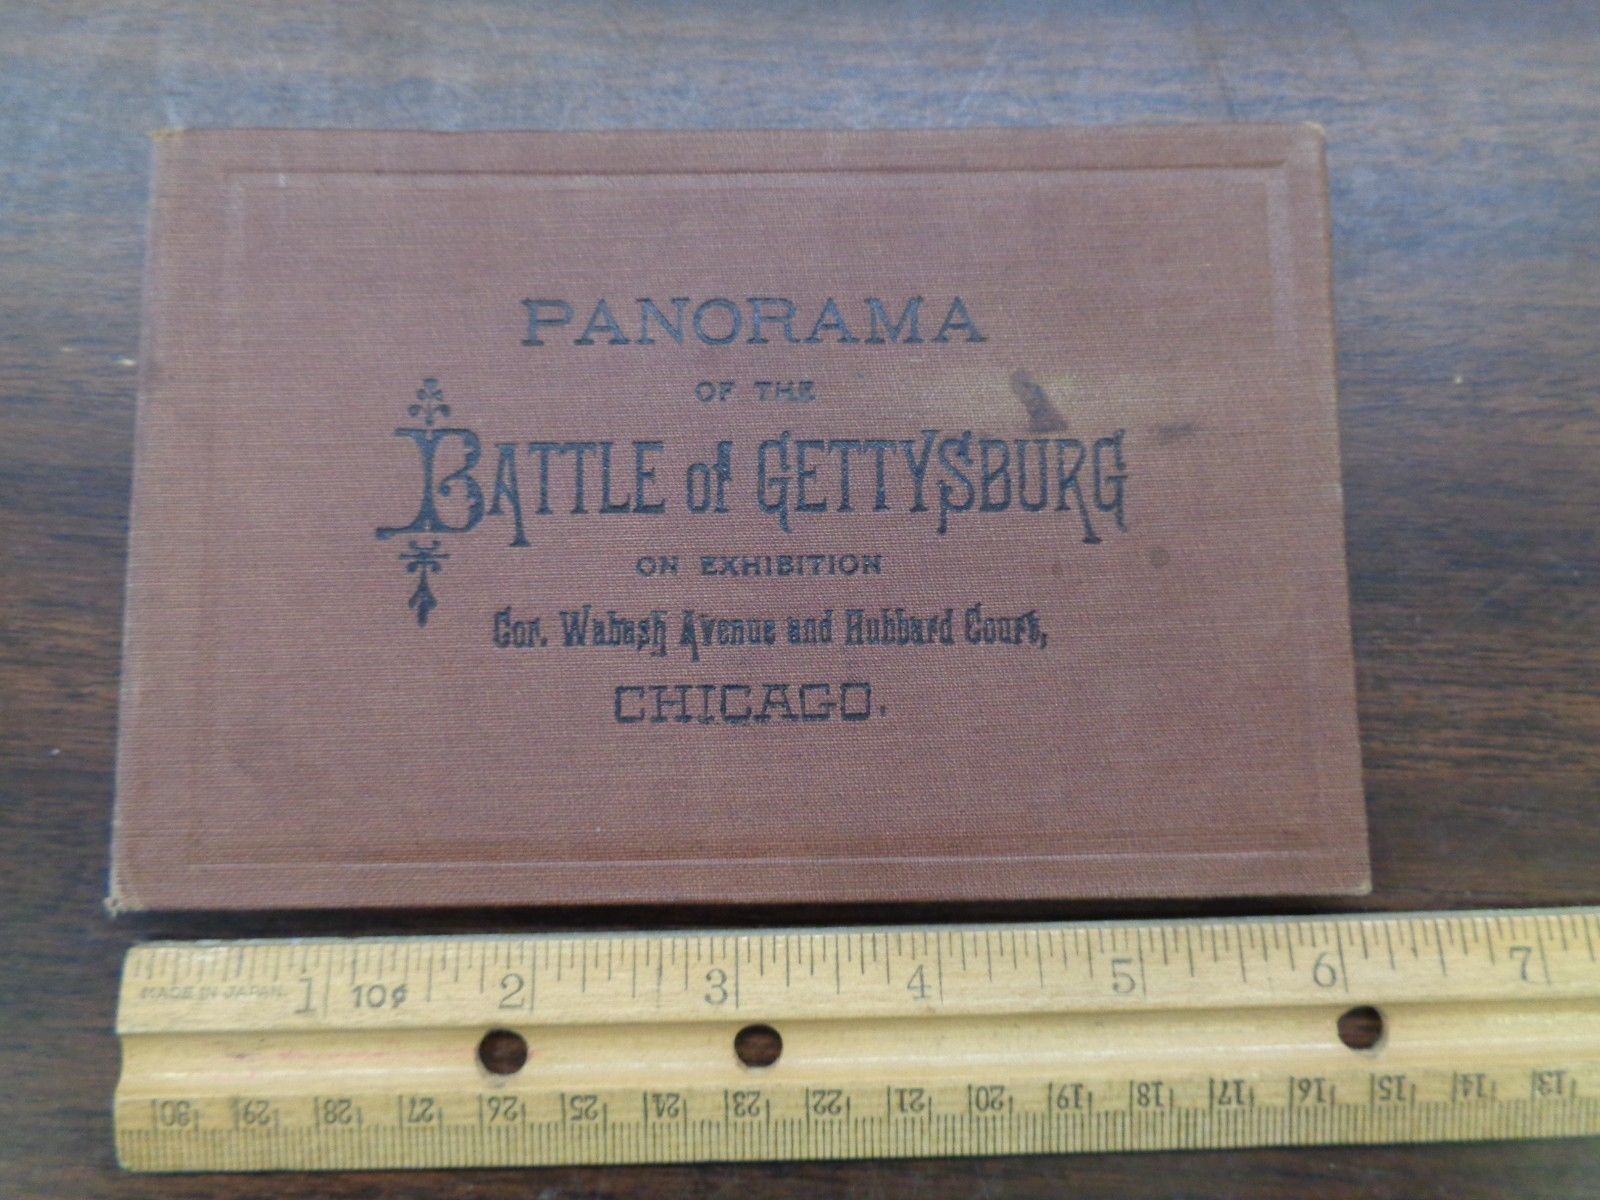 PANORAMA
OF THE
BATTLE of GETTYSBURG
ON EXHIBITION
Cor. Wabash Avenue and Hubbard Court,
CHICAGO.
1 2 3 4 5 6 7
MADE IN JAPAN. 10¢
30 29 28 27 26 25 24 23 22 21 20 19 18 17 16 15 14 13